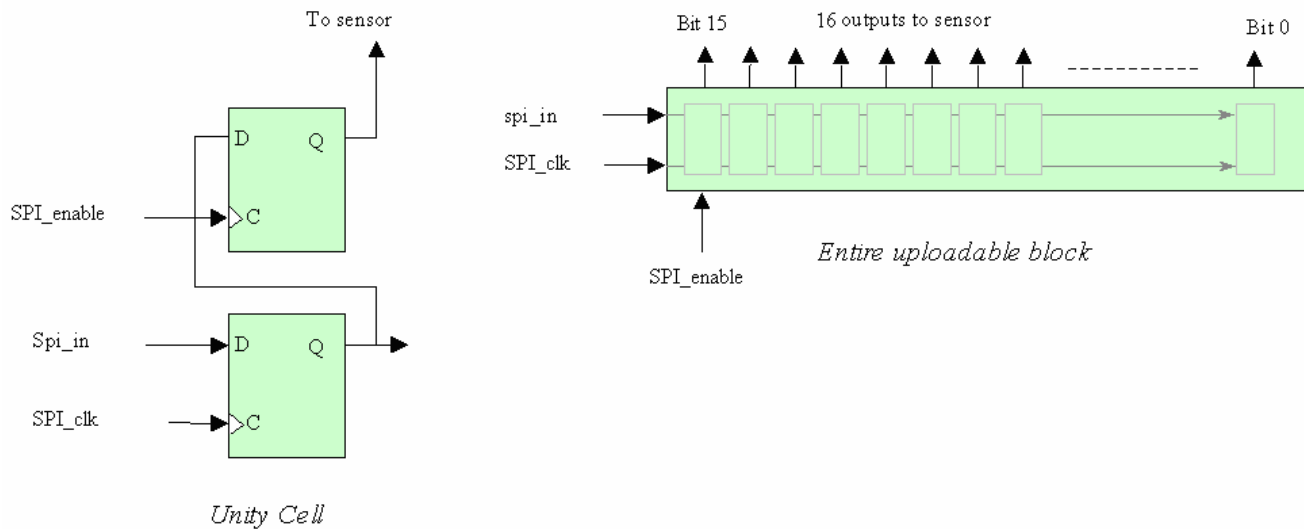 To sensor
D
Q
SPI_enable
C
Spi_in
D
Q
SPI_clk
C
Unity Cell
Bit 15
16 outputs to sensor
Bit 0
spi_in
SPI_clk
SPI_enable
Entire uploadable block